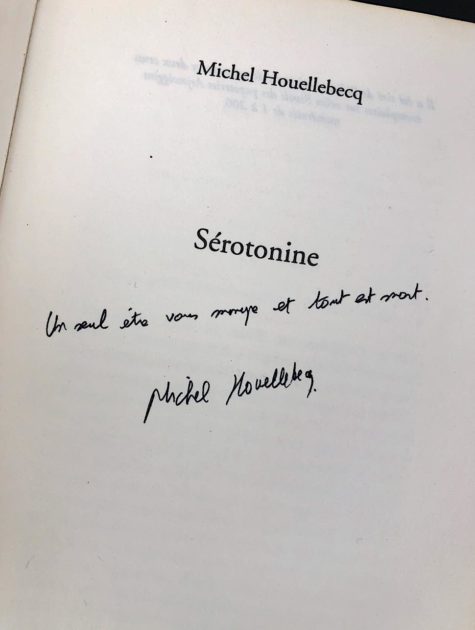 Michel Houellebecq
Sérotonine
Un seul être vous manque et tout est mort.
Michel Houellebecq